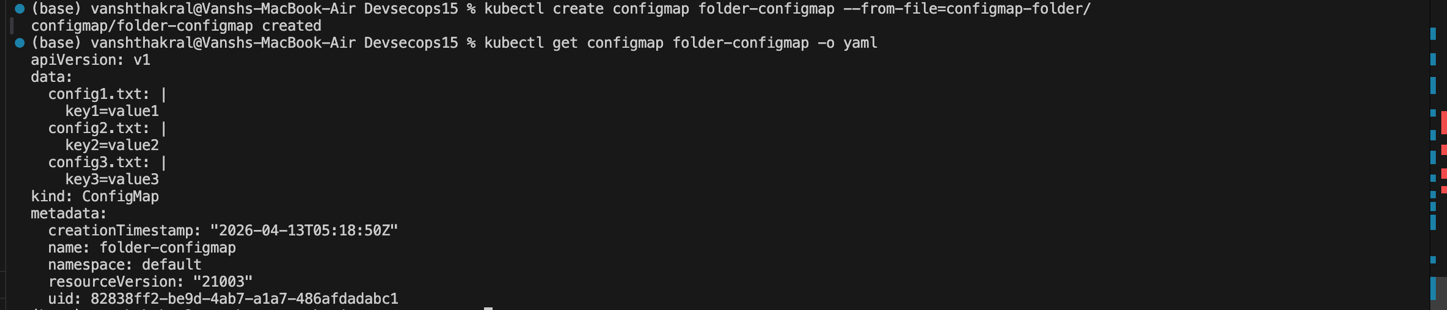 (base) vanshthakral@Vanshs-MacBook-Air Devsecops15 % kubectl create configmap folder-configmap --from-file=configmap-folder/
configmap/folder-configmap created
(base) vanshthakral@Vanshs-MacBook-Air Devsecops15 % kubectl get configmap folder-configmap -o yaml
apiVersion: v1
data:
  config1.txt: |
    key1=value1
  config2.txt: |
    key2=value2
  config3.txt: |
    key3=value3
kind: ConfigMap
metadata:
  creationTimestamp: "2026-04-13T05:18:50Z"
  name: folder-configmap
  namespace: default
  resourceVersion: "21003"
  uid: 82838ff2-be9d-4ab7-a1a7-486afdadabc1